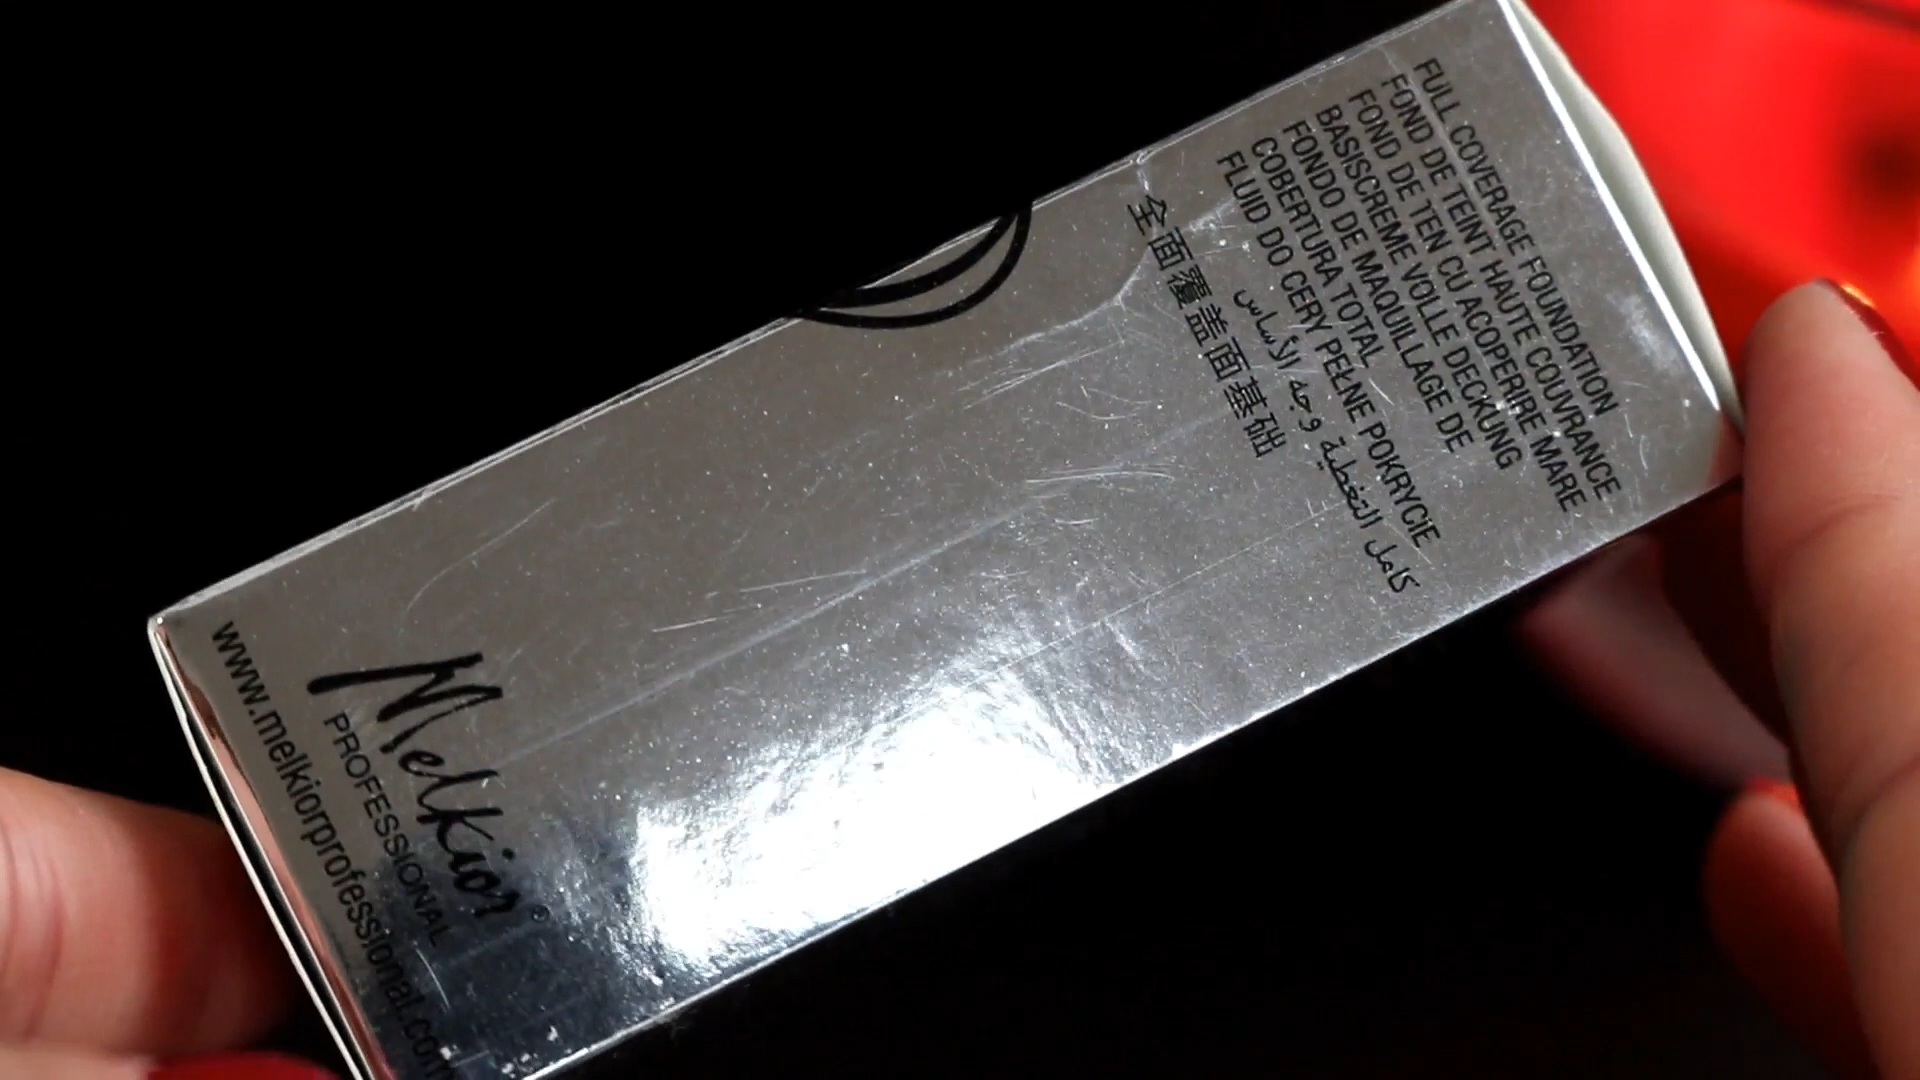 FULL COVERAGE FOUNDATION
FOND DE TEINT HAUTE COUVRANCE
FOND DE TEN CU ACOPERIRE MARE
BASISCREME VOLLE DECKUNG
FONDO DE MAQUILLAGE DE
COBERTURA TOTAL
FLUID DO CERY PEŁNE POKRYCiE
كامل التغطية وجه الأساس
全面覆盖面基础
Melkior®
PROFESSIONAL
www.melkiorprofessional.com